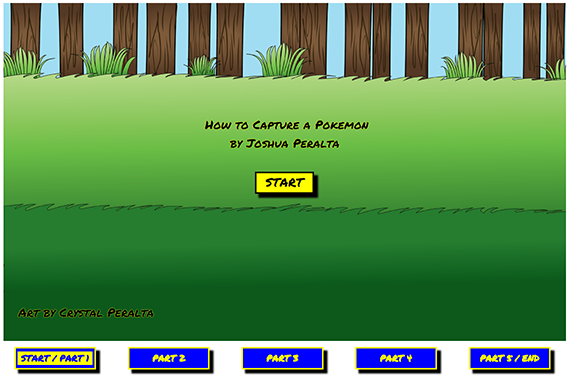 How to Capture a Pokemon
by Joshua Peralta
START
Art by Crystal Peralta
START / PART 1
PART 2
PART 3
PART 4
PART 5 / END